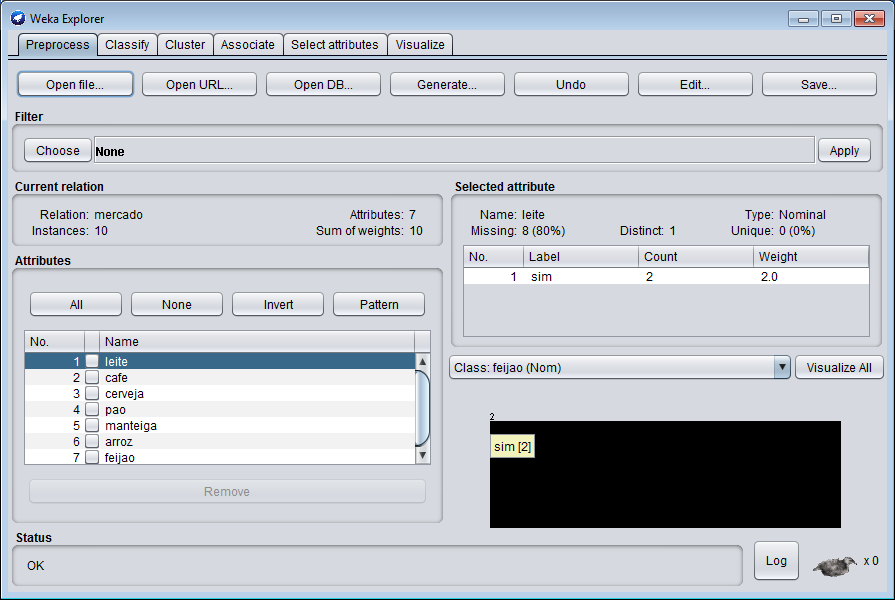 Weka Explorer
Preprocess Classify Cluster Associate Select attributes Visualize
Open file... Open URL... Open DB... Generate... Undo Edit... Save...
Filter
Choose None Apply
Current relation
Relation: mercado Attributes: 7
Instances: 10 Sum of weights: 10
Selected attribute
Name: leite Type: Nominal
Missing: 8 (80%) Distinct: 1 Unique: 0 (0%)
No. Label Count Weight
1 sim 2 2.0
Attributes
All None Invert Pattern
No. Name
1 leite
2 cafe
3 cerveja
4 pao
5 manteiga
6 arroz
7 feijao
Remove
Class: feijao (Nom) Visualize All
2
sim [2]
Status
OK
Log x 0